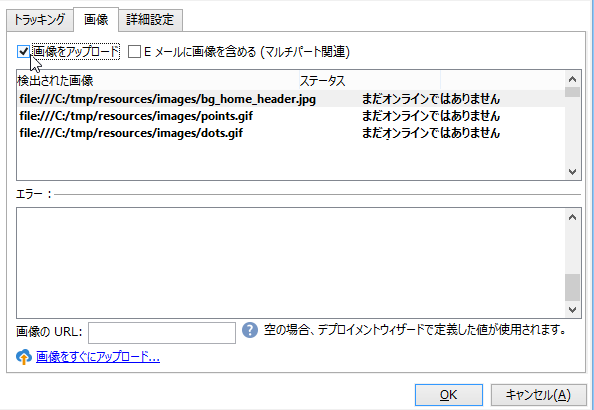 トラッキング 画像 詳細設定
画像をアップロード E メールに画像を含める (マルチパート関連)
検出された画像 ステータス
file:///C:/tmp/resources/images/bg_home_header.jpg まだオンラインではありません
file:///C:/tmp/resources/images/points.gif まだオンラインではありません
file:///C:/tmp/resources/images/dots.gif まだオンラインではありません
エラー :
画像の URL: ? 空の場合、デプロイメントウィザードで定義した値が使用されます。
画像をすぐにアップロード...
OK キャンセル(A)